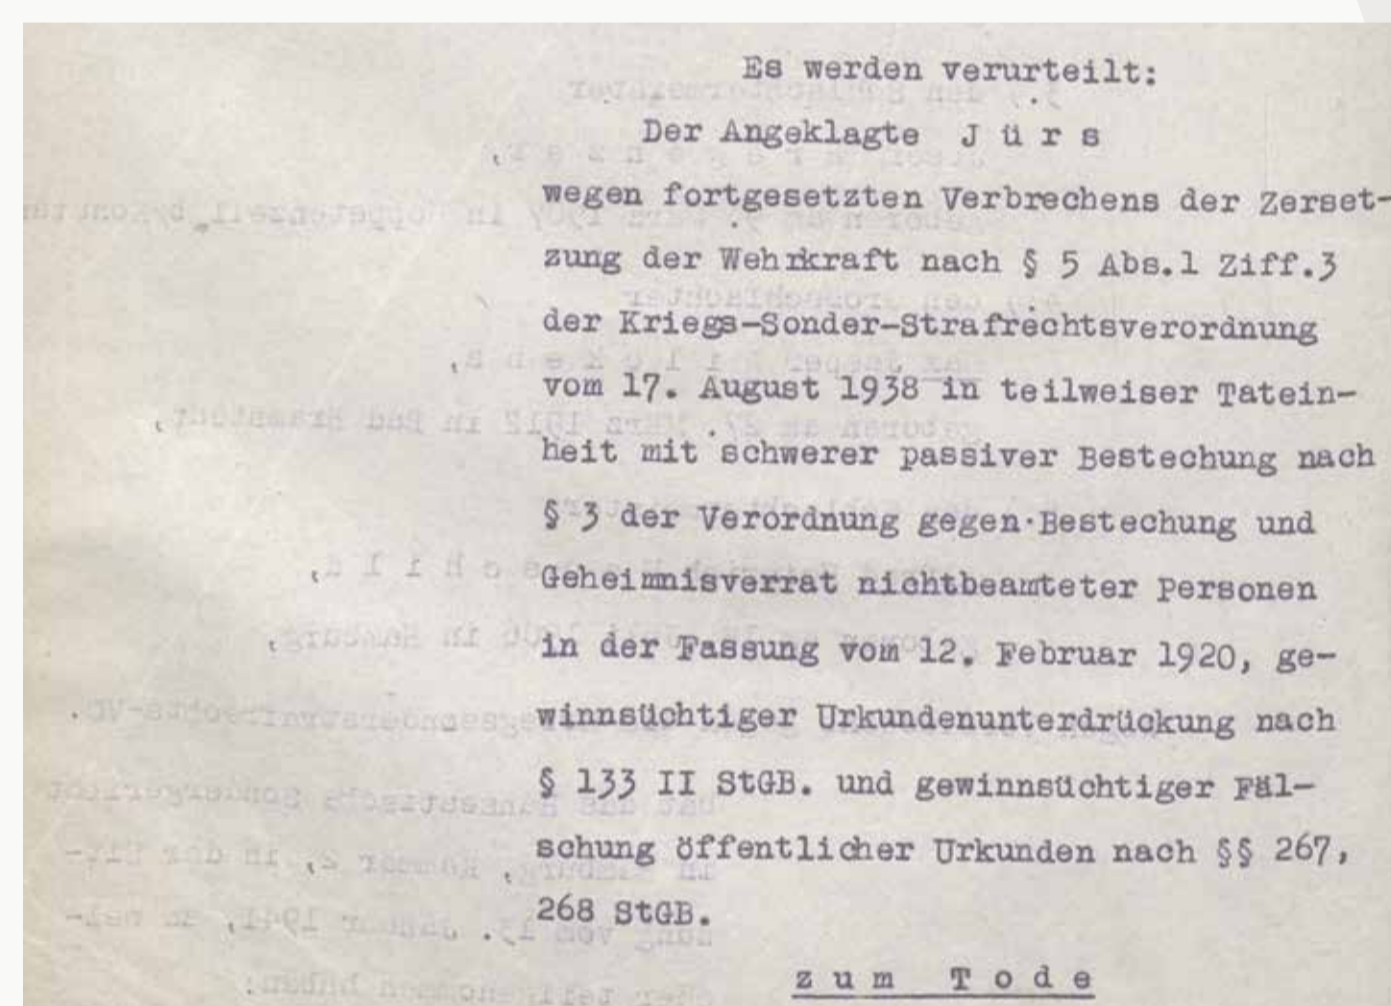 Es werden verurteilt:
Der Angeklagte J ü r s
wegen fortgesetzten Verbrechens der Zerset-
zung der Wehrkraft nach § 5 Abs.1 Ziff.3
der Kriegs-Sonder-Strafrechtsverordnung
vom 17. August 1938 in teilweiser Tatein-
heit mit schwerer passiver Bestechung nach
§ 3 der Verordnung gegen Bestechung und
Geheimnisverrat nichtbeamteter Personen
in der Fassung vom 12. Februar 1920, ge-
winnsüchtiger Urkundenunterdrückung nach
§ 133 II StGB. und gewinnsüchtiger Fäl-
schung öffentlicher Urkunden nach §§ 267,
268 StGB.
z u m T o d e